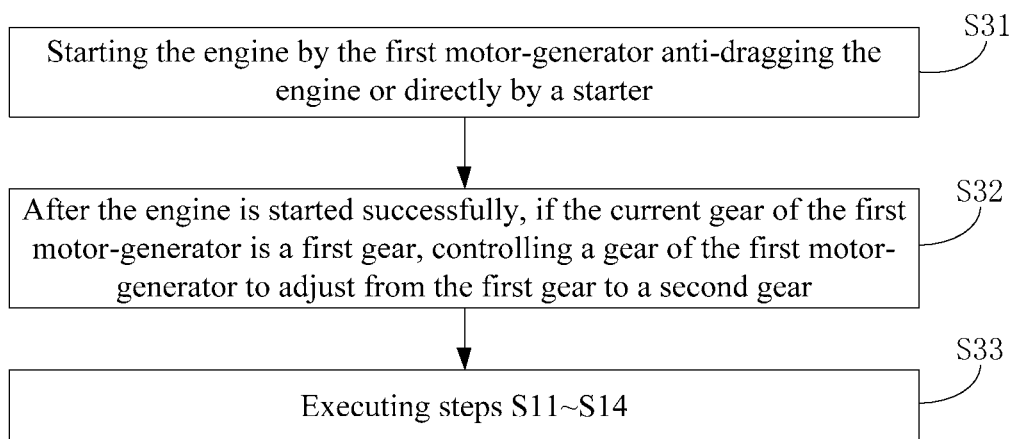 S31
Starting the engine by the first motor-generator anti-dragging the
engine or directly by a starter
S32
After the engine is started successfully, if the current gear of the first
motor-generator is a first gear, controlling a gear of the first motor-
generator to adjust from the first gear to a second gear
S33
Executing steps S11~S14